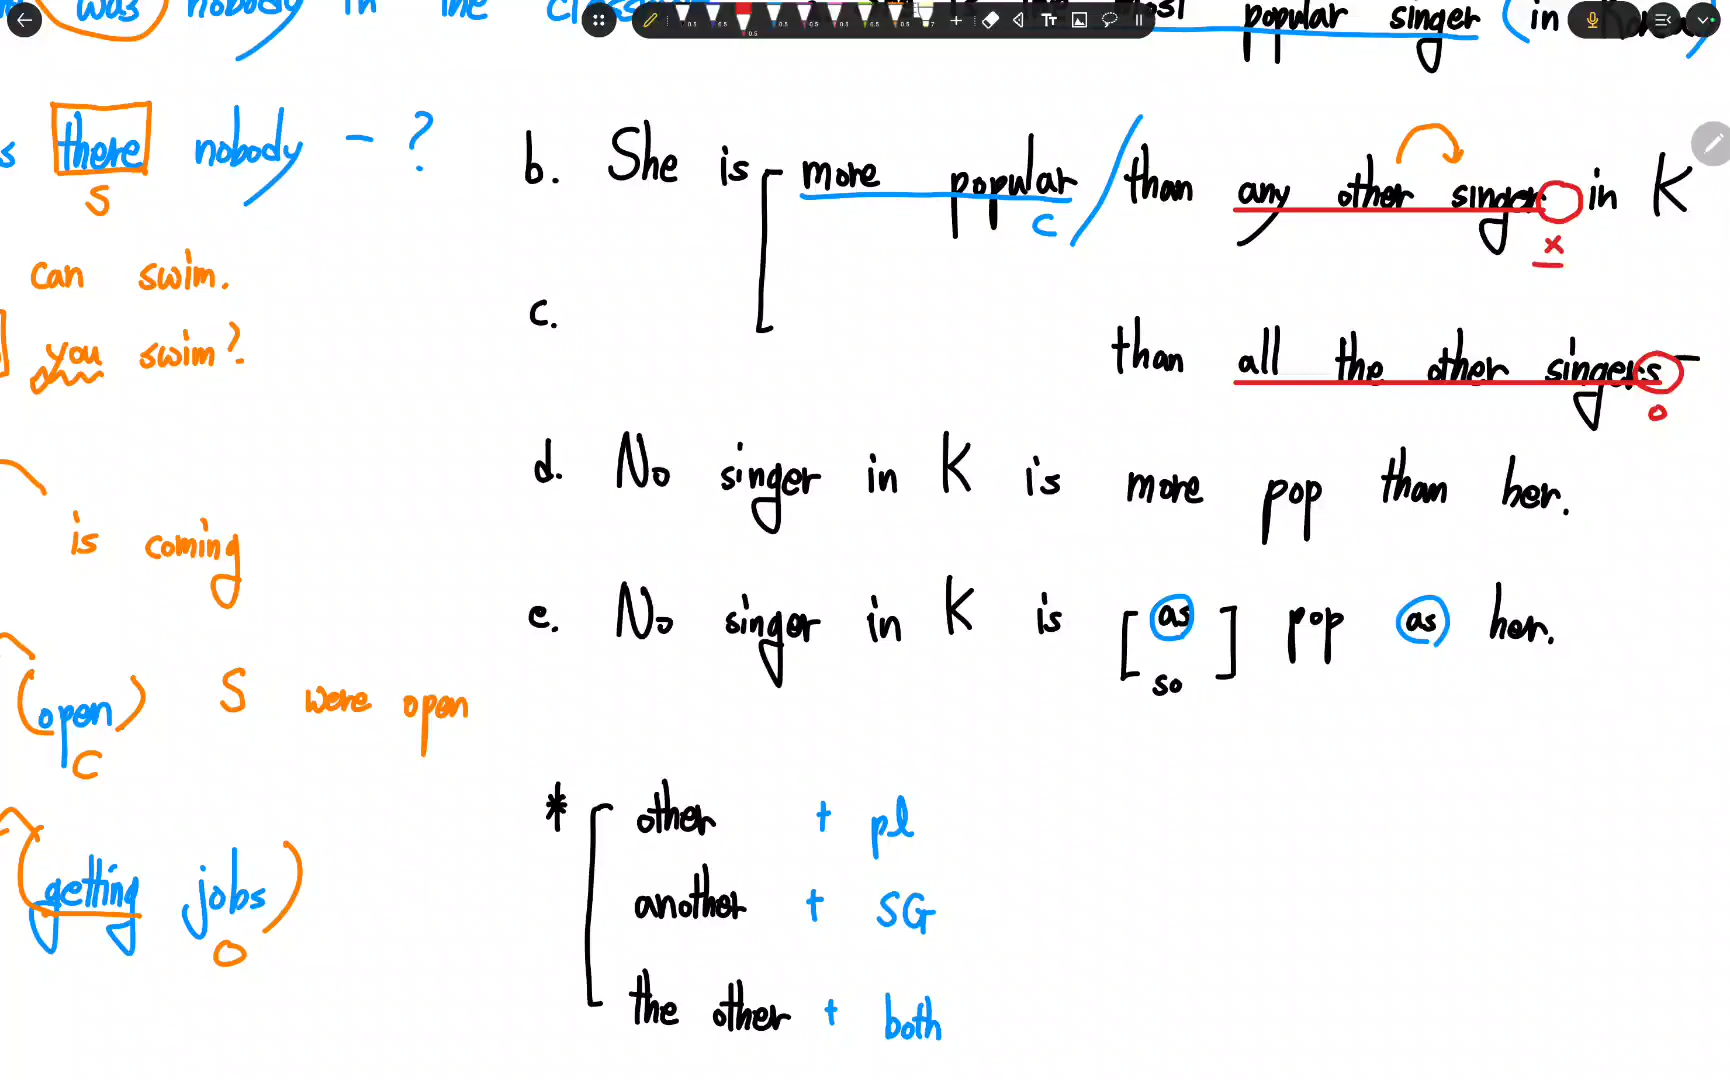 was nobody in the
popular singer (in Korea)
there nobody - ?
S
can swim.
you swim?
is coming
(open) S were open
C
(getting jobs)
O
b. She is more popular / than any other singer in K
C
x
c. than all the other singers -
o
d. No singer in K is more pop than her.
e. No singer in K is [as] pop as her.
so
* other + pl
another + SG
the other + both